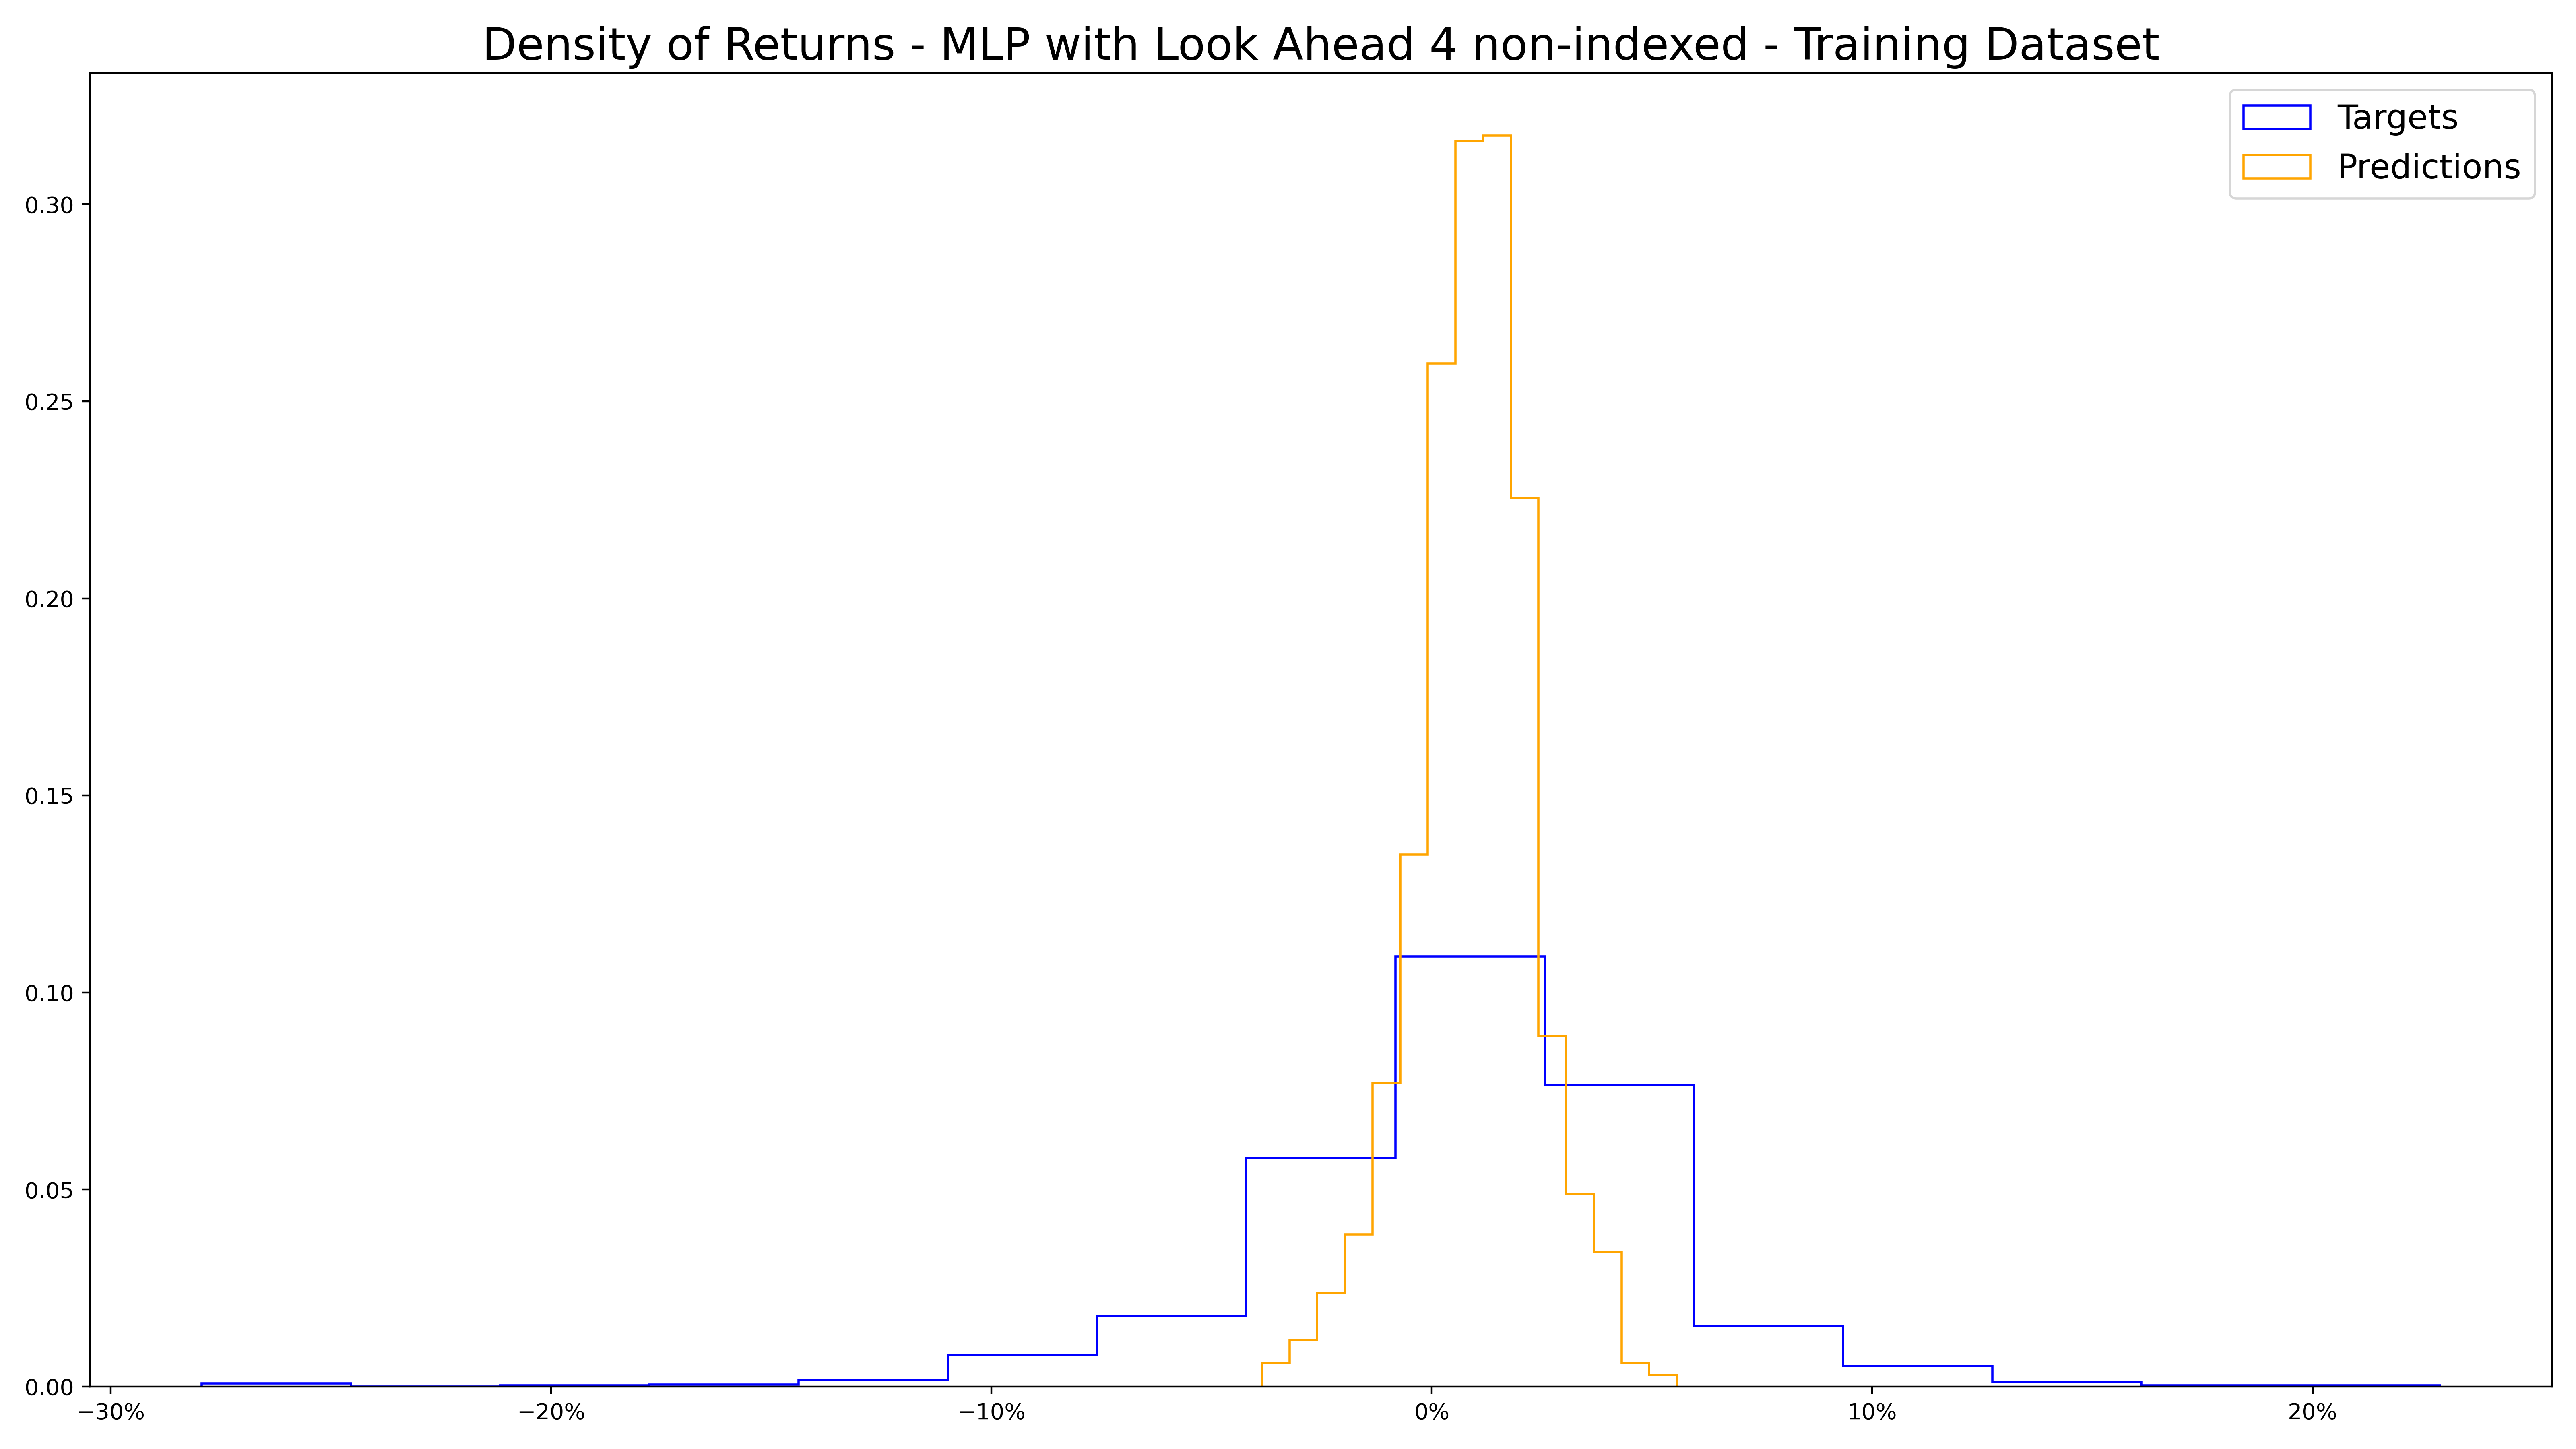 Density of Returns - MLP with Look Ahead 4 non-indexed - Training Dataset
Targets
Predictions
0.30
0.25
0.20
0.15
0.10
0.05
0.00
−30% −20% −10% 0% 10% 20%